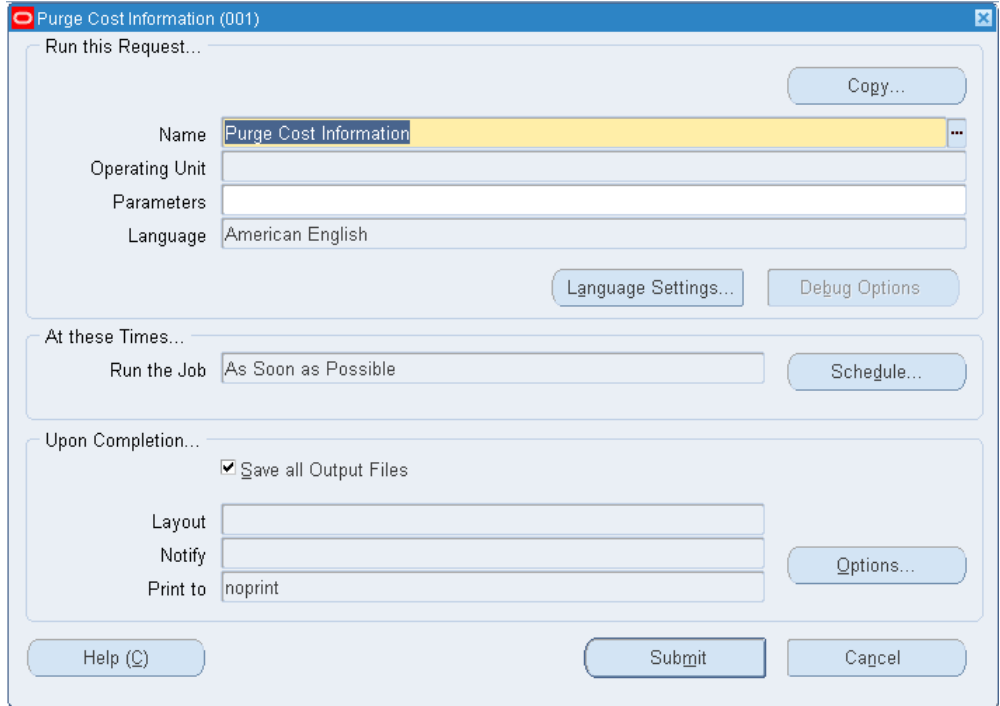 Purge Cost Information (001)
Run this Request...
Copy...
Name Purge Cost Information
Operating Unit
Parameters
Language American English
Language Settings... Debug Options
At these Times...
Run the Job As Soon as Possible Schedule...
Upon Completion...
Save all Output Files
Layout
Notify
Options...
Print to noprint
Help (C) Submit Cancel